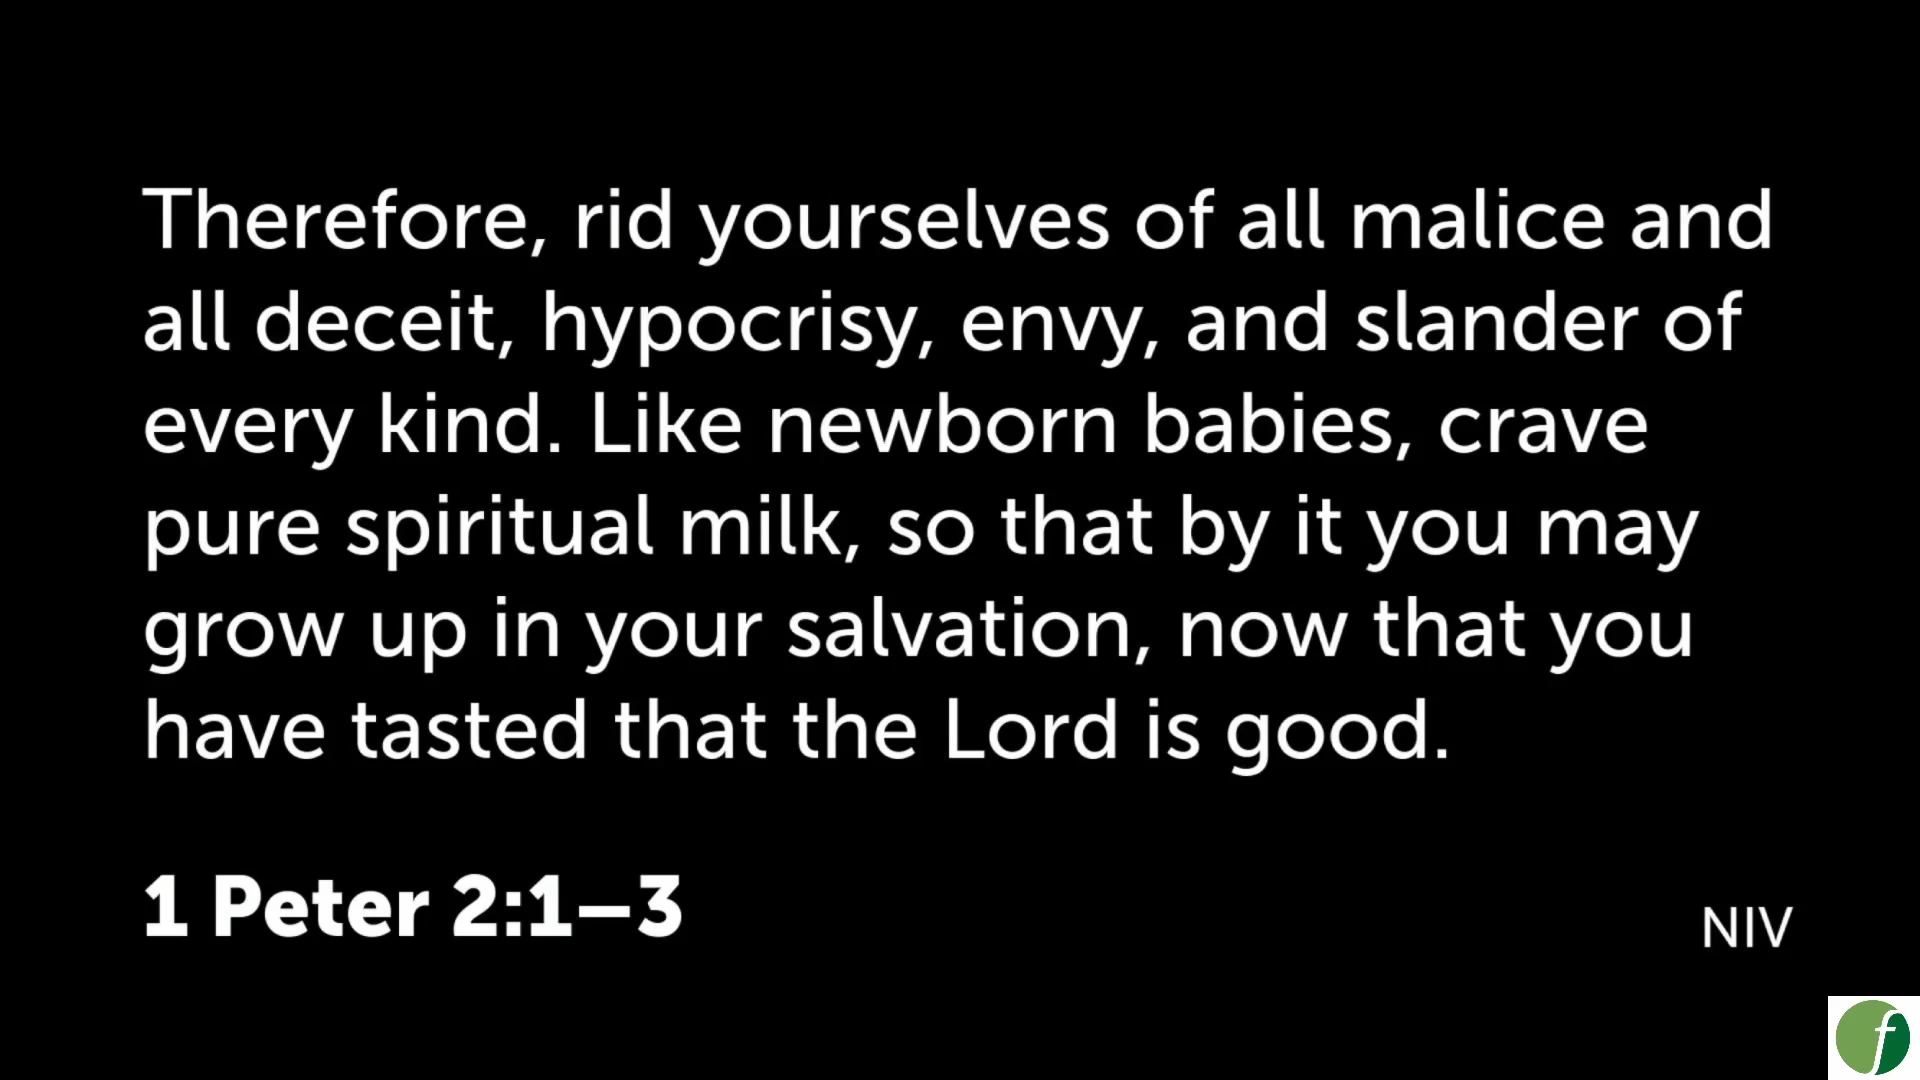 Therefore, rid yourselves of all malice and
all deceit, hypocrisy, envy, and slander of
every kind. Like newborn babies, crave
pure spiritual milk, so that by it you may
grow up in your salvation, now that you
have tasted that the Lord is good.
1 Peter 2:1–3
NIV
f